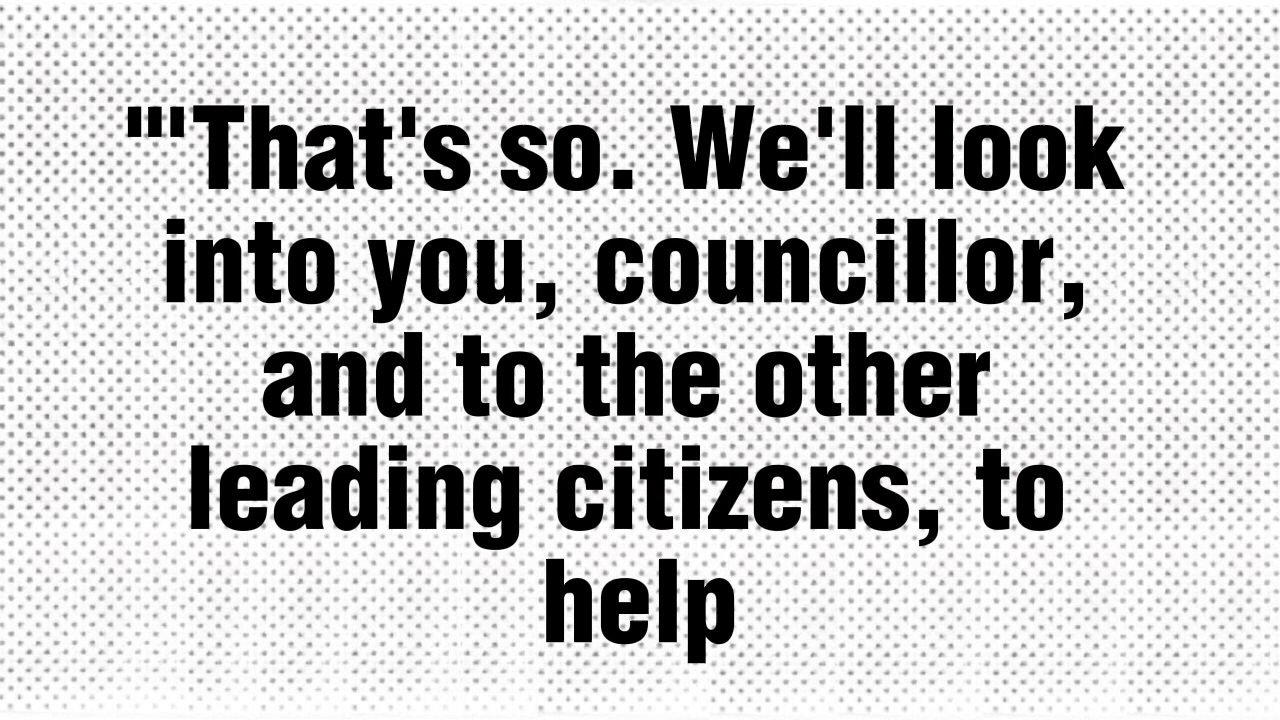 "'That's so. We'll look
into you, councillor,
and to the other
leading citizens, to
help